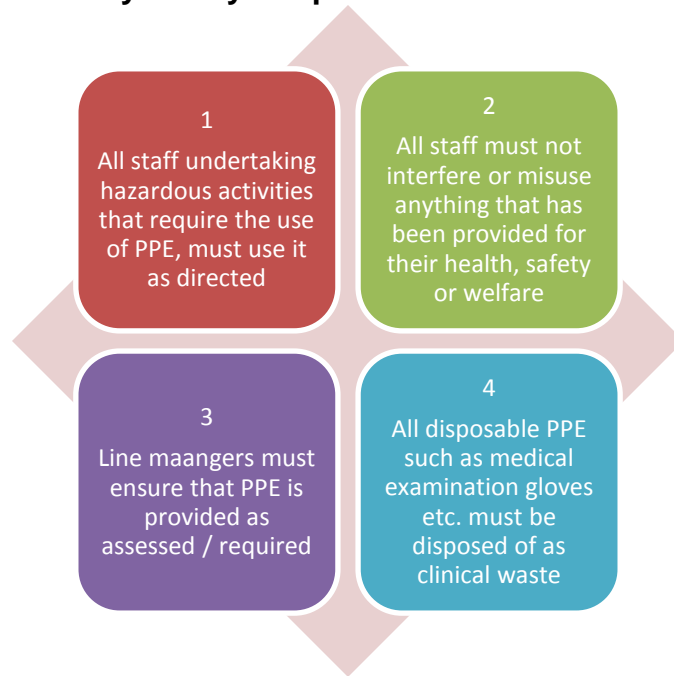 1
All staff undertaking
hazardous activities
that require the use
of PPE, must use it
as directed
2
All staff must not
interfere or misuse
anything that has
been provided for
their health, safety
or welfare
3
Line maangers must
ensure that PPE is
provided as
assessed / required
4
All disposable PPE
such as medical
examination gloves
etc. must be
disposed of as
clinical waste